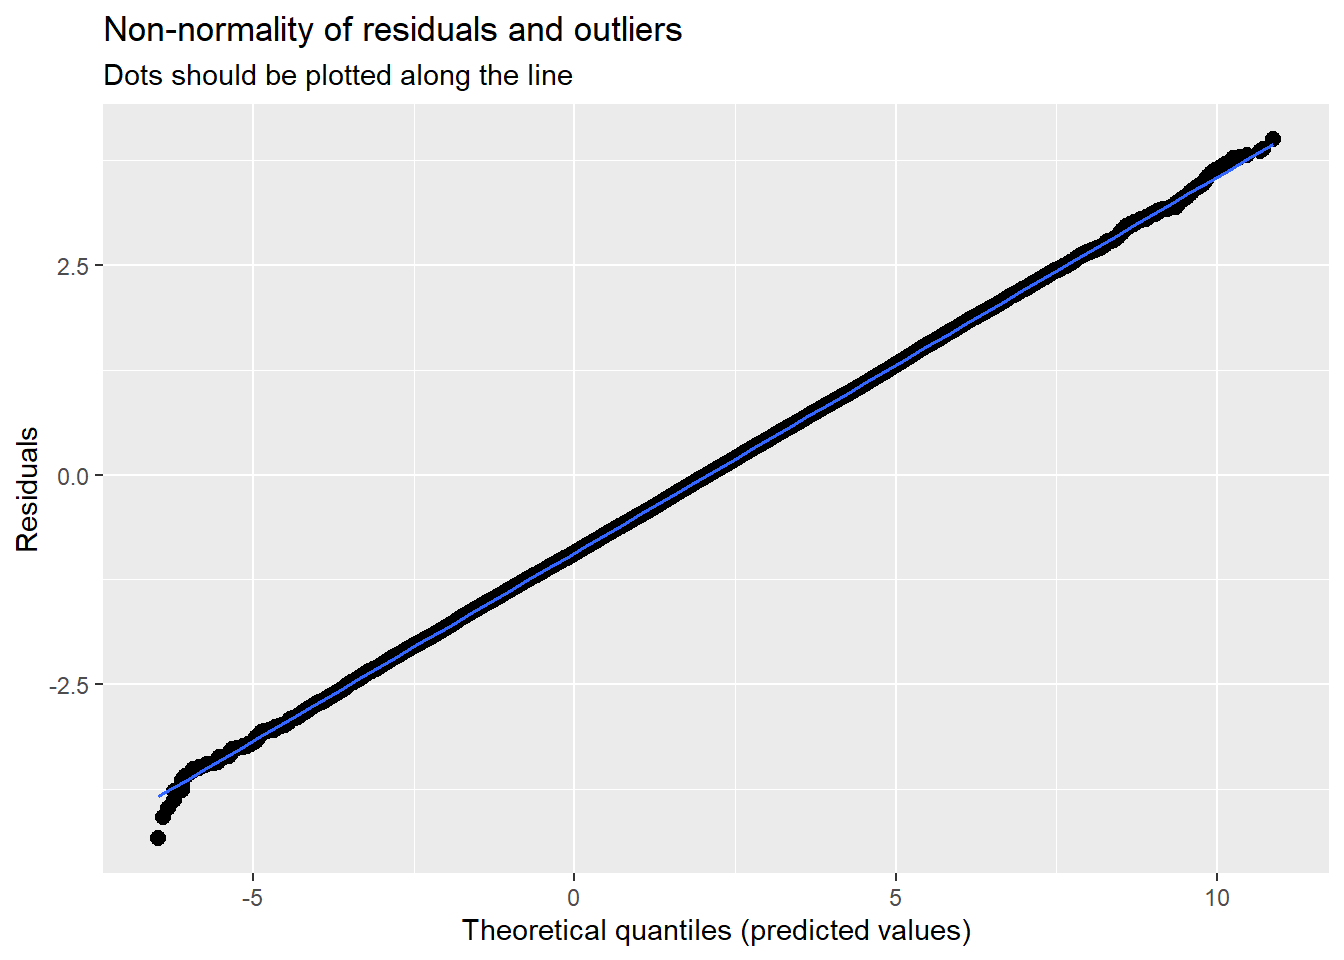 Non-normality of residuals and outliers
Dots should be plotted along the line
2.5
0.0
-2.5
Residuals
-5 0 5 10
Theoretical quantiles (predicted values)